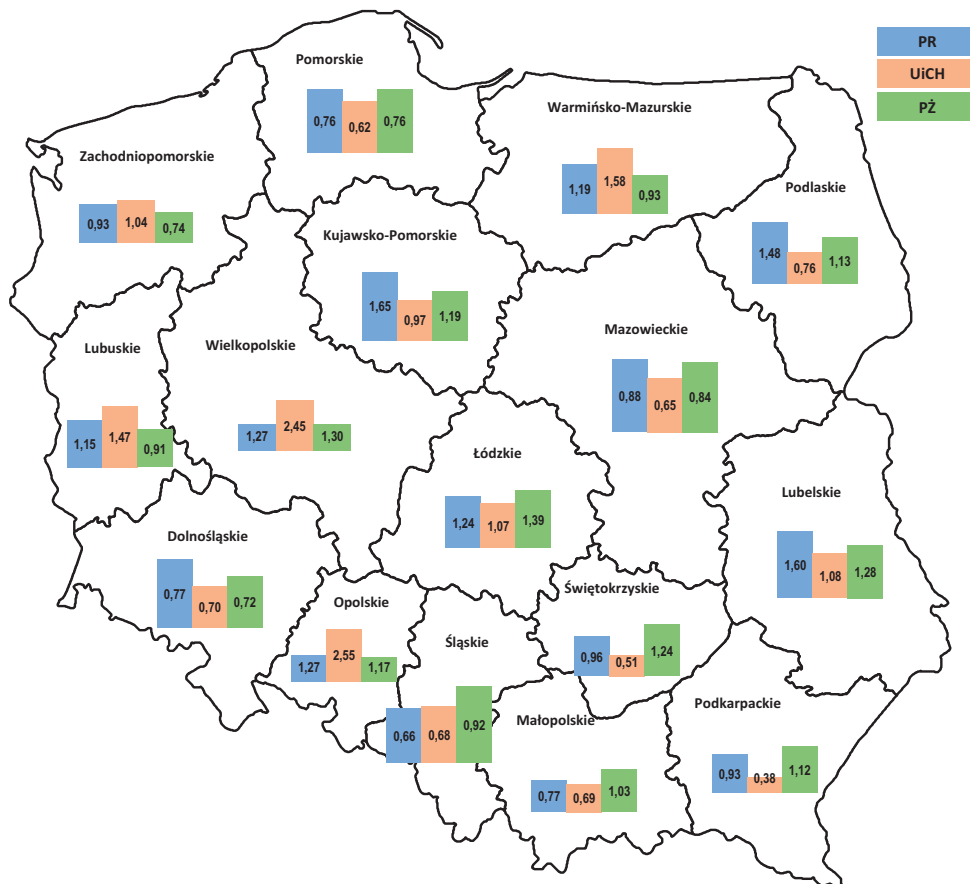 PR
UiCH
PŻ
Pomorskie
0,76 0,62 0,76
Warmińsko-Mazurskie
1,19 1,58 0,93
Zachodniopomorskie
0,93 1,04 0,74
Podlaskie
1,48 0,76 1,13
Kujawsko-Pomorskie
1,65 0,97 1,19
Mazowieckie
0,88 0,65 0,84
Lubuskie
1,15 1,47 0,91
Wielkopolskie
1,27 2,45 1,30
Łódzkie
1,24 1,07 1,39
Lubelskie
1,60 1,08 1,28
Dolnośląskie
0,77 0,70 0,72
Opolskie
1,27 2,55 1,17
Śląskie
0,66 0,68 0,92
Świętokrzyskie
0,96 0,51 1,24
Małopolskie
0,77 0,69 1,03
Podkarpackie
0,93 0,38 1,12